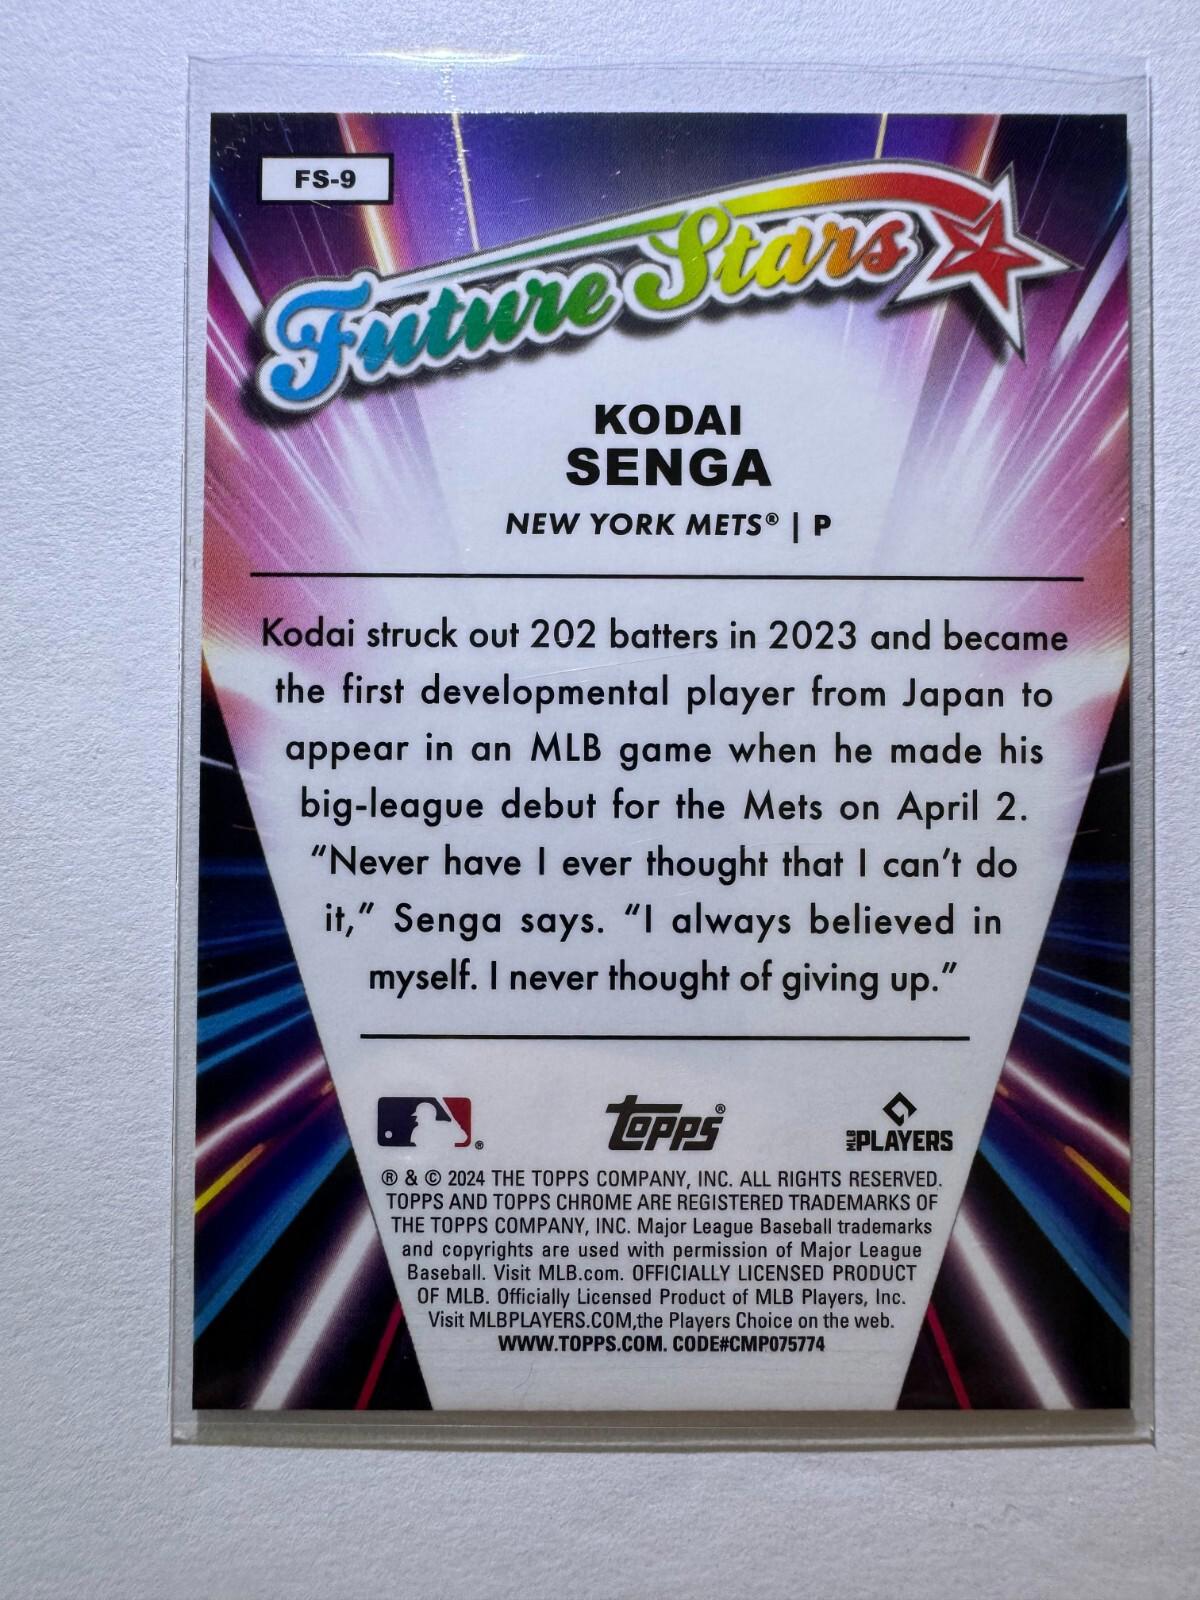 FS-9
Future Stars
KODAI
SENGA
NEW YORK METS® | P
Kodai struck out 202 batters in 2023 and became
the first developmental player from Japan to
appear in an MLB game when he made his
big-league debut for the Mets on April 2.
“Never have I ever thought that I can’t do
it,” Senga says. “I always believed in
myself. I never thought of giving up.”
®
TOPPS®
MLB PLAYERS
® & © 2024 THE TOPPS COMPANY, INC. ALL RIGHTS RESERVED.
TOPPS AND TOPPS CHROME ARE REGISTERED TRADEMARKS OF
THE TOPPS COMPANY, INC. Major League Baseball trademarks
and copyrights are used with permission of Major League
Baseball. Visit MLB.com. OFFICIALLY LICENSED PRODUCT
OF MLB. Officially Licensed Product of MLB Players, Inc.
Visit MLBPLAYERS.COM,the Players Choice on the web.
WWW.TOPPS.COM. CODE#CMP075774